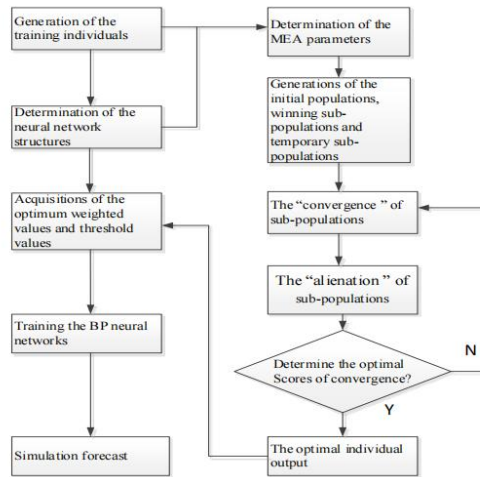 Generation of the
training individuals
Determination of the
neural network
structures
Acquisitions of the
optimum weighted
values and threshold
values
Training the BP neural
networks
Simulation forecast
Determination of the
MEA parameters
Generations of the
initial populations,
winning sub-
populations and
temporary sub-
populations
The “convergence ” of
sub-populations
The “alienation ” of
sub-populations
Determine the optimal
Scores of convergence?
N
Y
The optimal individual
output